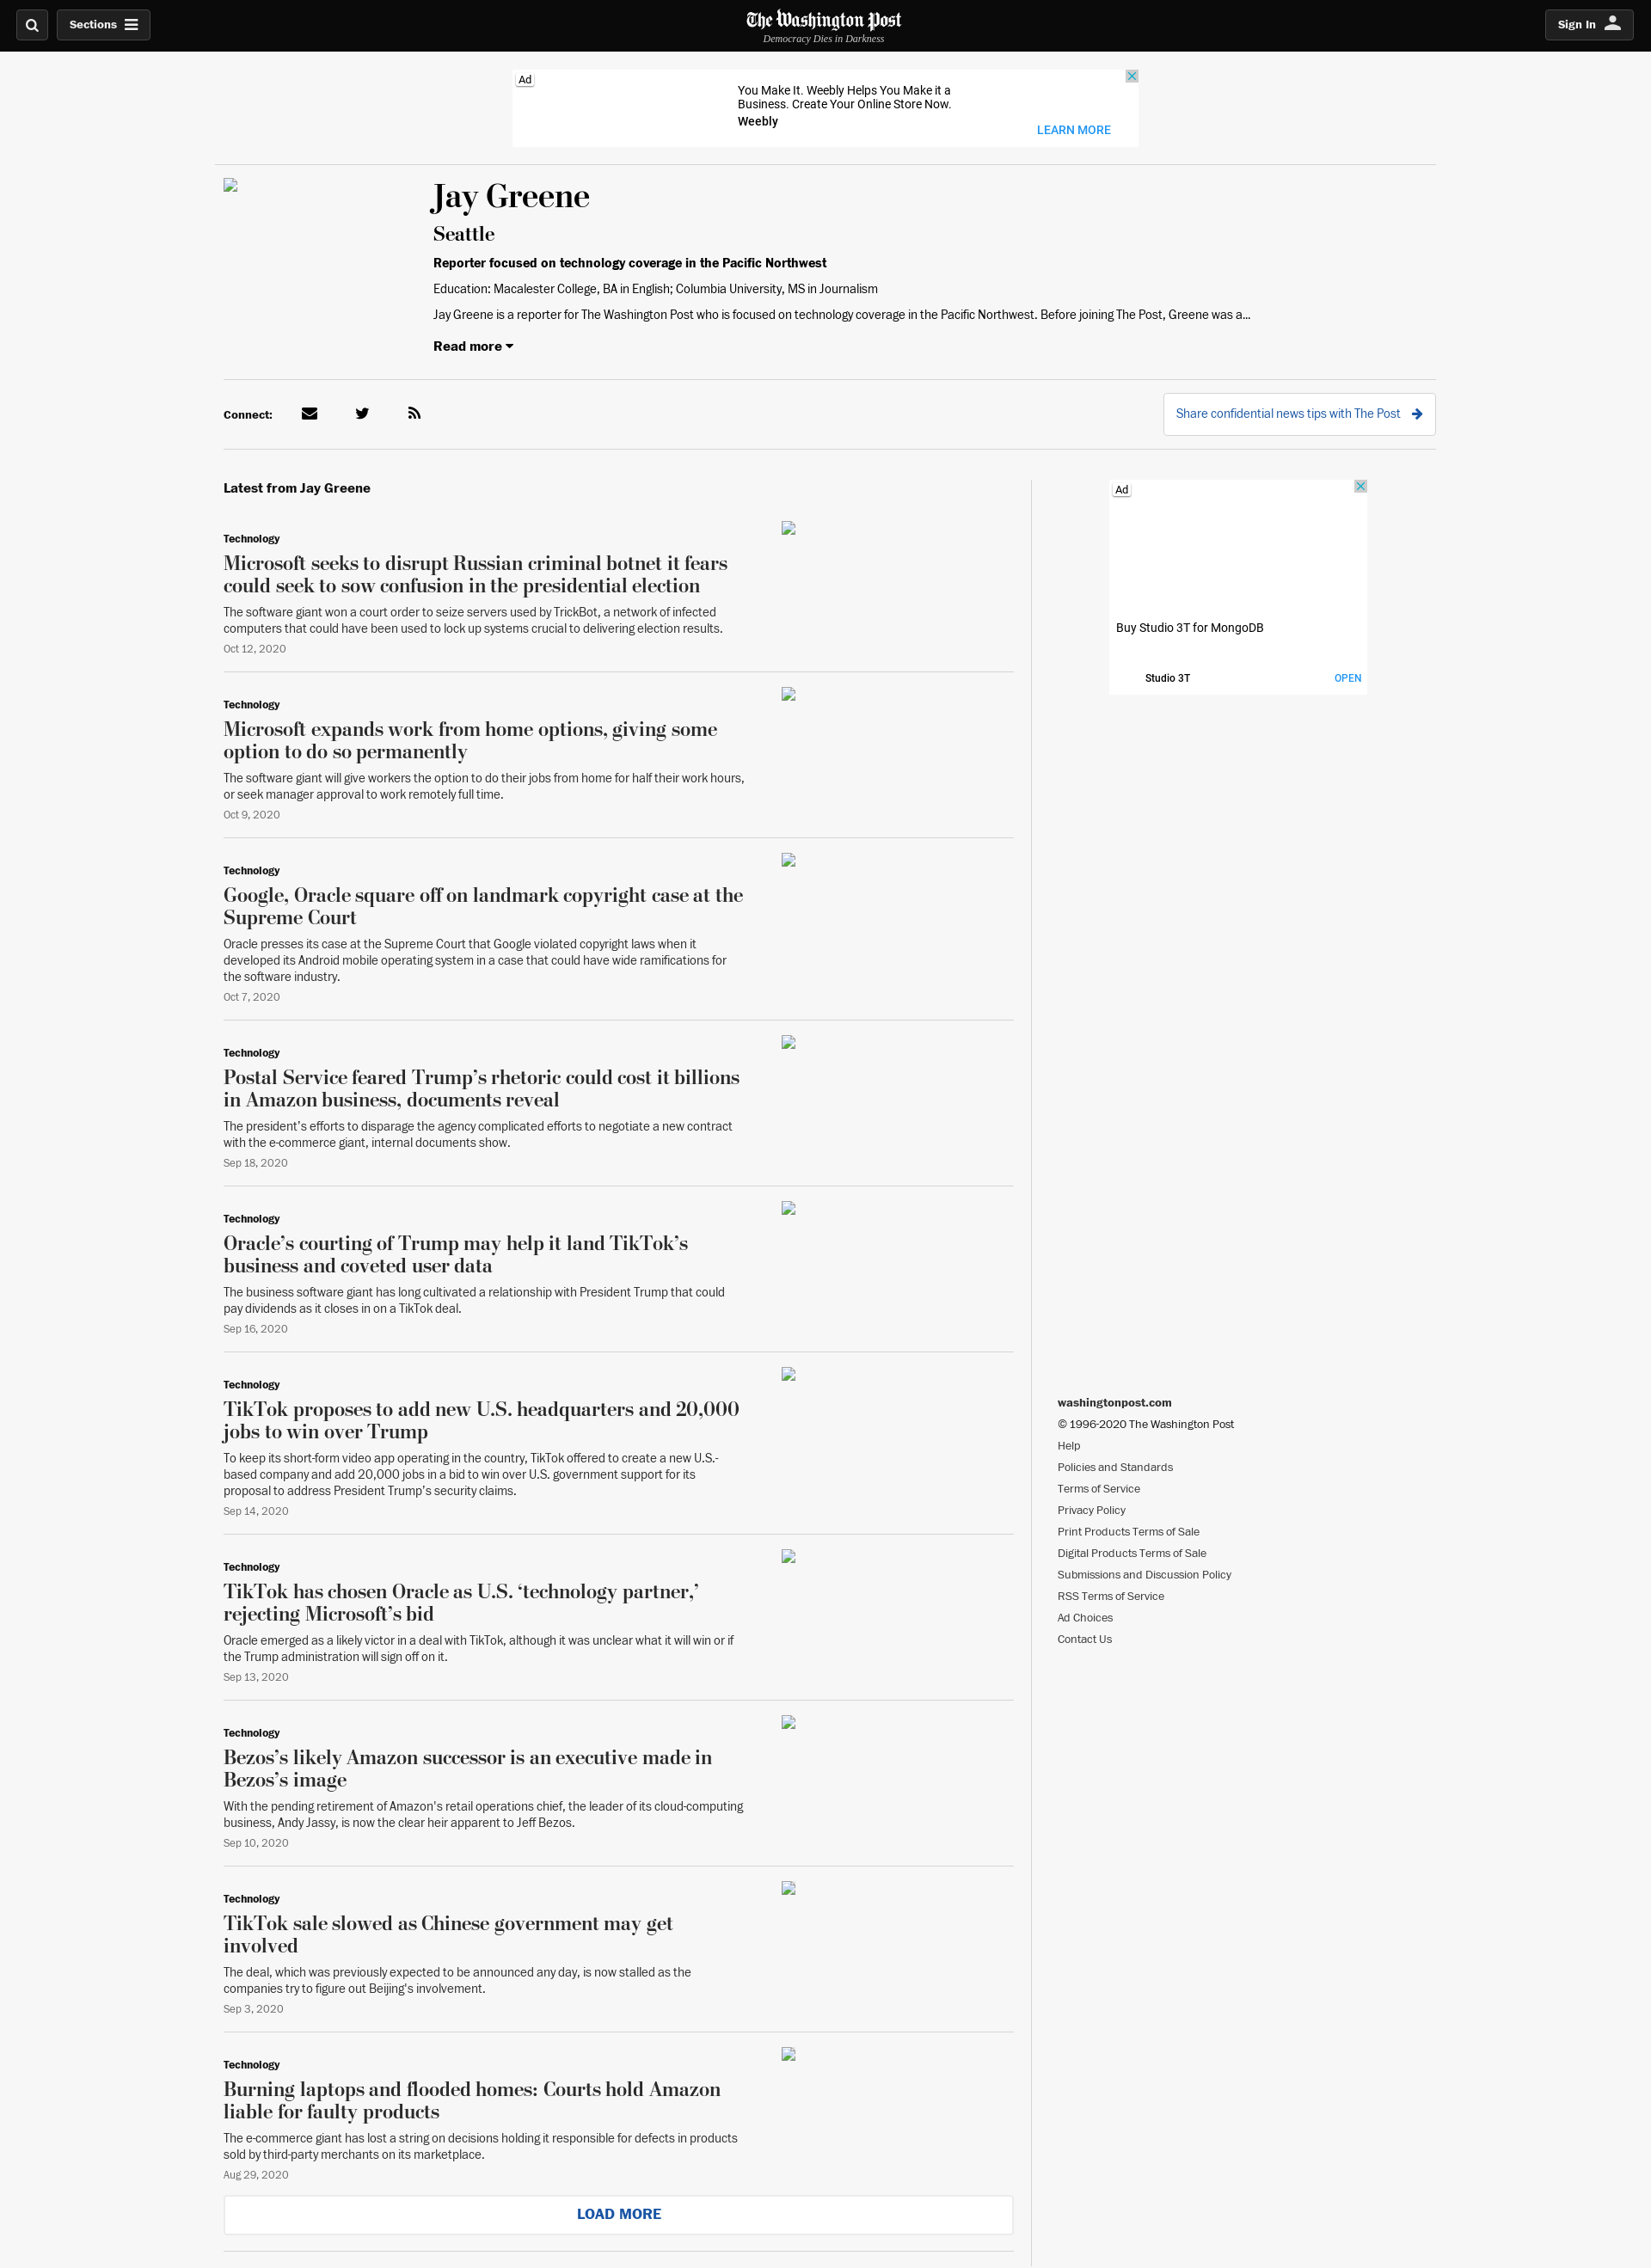 Sections
The Washington Post
Democracy Dies in Darkness
Sign In
Ad
You Make It. Weebly Helps You Make it a
Business. Create Your Online Store Now.
Weebly
LEARN MORE
Jay Greene
Seattle
Reporter focused on technology coverage in the Pacific Northwest
Education: Macalester College, BA in English; Columbia University, MS in Journalism
Jay Greene is a reporter for The Washington Post who is focused on technology coverage in the Pacific Northwest. Before joining The Post, Greene was a...
Read more
Connect:
Share confidential news tips with The Post
Latest from Jay Greene
Technology
Microsoft seeks to disrupt Russian criminal botnet it fears
could seek to sow confusion in the presidential election
The software giant won a court order to seize servers used by TrickBot, a network of infected
computers that could have been used to lock up systems crucial to delivering election results.
Oct 12, 2020
Technology
Microsoft expands work from home options, giving some
option to do so permanently
The software giant will give workers the option to do their jobs from home for half their work hours,
or seek manager approval to work remotely full time.
Oct 9, 2020
Technology
Google, Oracle square off on landmark copyright case at the
Supreme Court
Oracle presses its case at the Supreme Court that Google violated copyright laws when it
developed its Android mobile operating system in a case that could have wide ramifications for
the software industry.
Oct 7, 2020
Technology
Postal Service feared Trump’s rhetoric could cost it billions
in Amazon business, documents reveal
The president’s efforts to disparage the agency complicated efforts to negotiate a new contract
with the e-commerce giant, internal documents show.
Sep 18, 2020
Technology
Oracle’s courting of Trump may help it land TikTok’s
business and coveted user data
The business software giant has long cultivated a relationship with President Trump that could
pay dividends as it closes in on a TikTok deal.
Sep 16, 2020
Technology
TikTok proposes to add new U.S. headquarters and 20,000
jobs to win over Trump
To keep its short-form video app operating in the country, TikTok offered to create a new U.S.-
based company and add 20,000 jobs in a bid to win over U.S. government support for its
proposal to address President Trump's security claims.
Sep 14, 2020
Technology
TikTok has chosen Oracle as U.S. ‘technology partner,’
rejecting Microsoft’s bid
Oracle emerged as a likely victor in a deal with TikTok, although it was unclear what it will win or if
the Trump administration will sign off on it.
Sep 13, 2020
Technology
Bezos’s likely Amazon successor is an executive made in
Bezos’s image
With the pending retirement of Amazon's retail operations chief, the leader of its cloud-computing
business, Andy Jassy, is now the clear heir apparent to Jeff Bezos.
Sep 10, 2020
Technology
TikTok sale slowed as Chinese government may get
involved
The deal, which was previously expected to be announced any day, is now stalled as the
companies try to figure out Beijing's involvement.
Sep 3, 2020
Technology
Burning laptops and flooded homes: Courts hold Amazon
liable for faulty products
The e-commerce giant has lost a string on decisions holding it responsible for defects in products
sold by third-party merchants on its marketplace.
Aug 29, 2020
LOAD MORE
Ad
Buy Studio 3T for MongoDB
Studio 3T
OPEN
washingtonpost.com
© 1996-2020 The Washington Post
Help
Policies and Standards
Terms of Service
Privacy Policy
Print Products Terms of Sale
Digital Products Terms of Sale
Submissions and Discussion Policy
RSS Terms of Service
Ad Choices
Contact Us